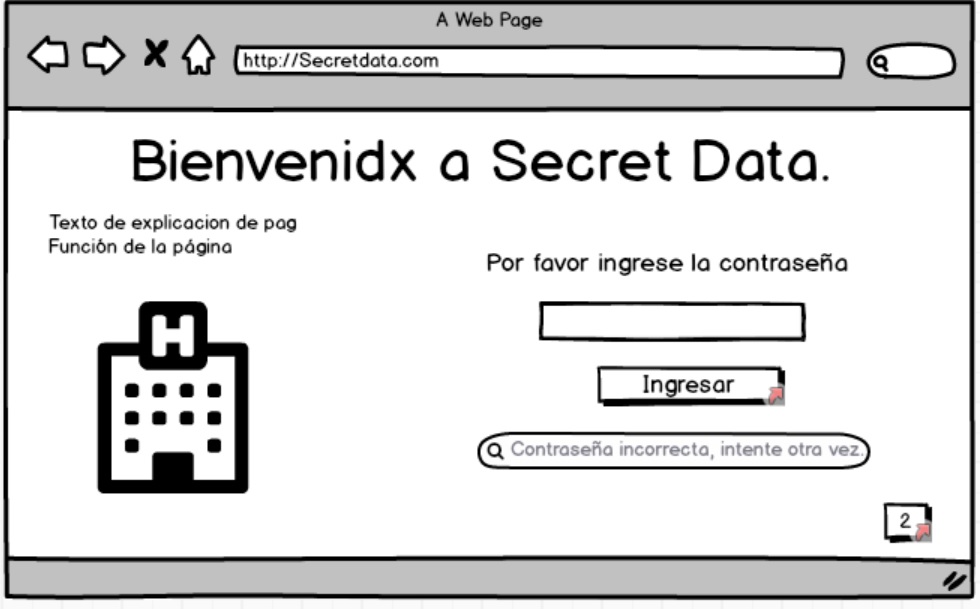 A Web Page
http://Secretdata.com
Bienvenidx a Secret Data.
Texto de explicacion de pag
Función de la página
Por favor ingrese la contraseña
H
Ingresar
Contraseña incorrecta, intente otra vez.
2